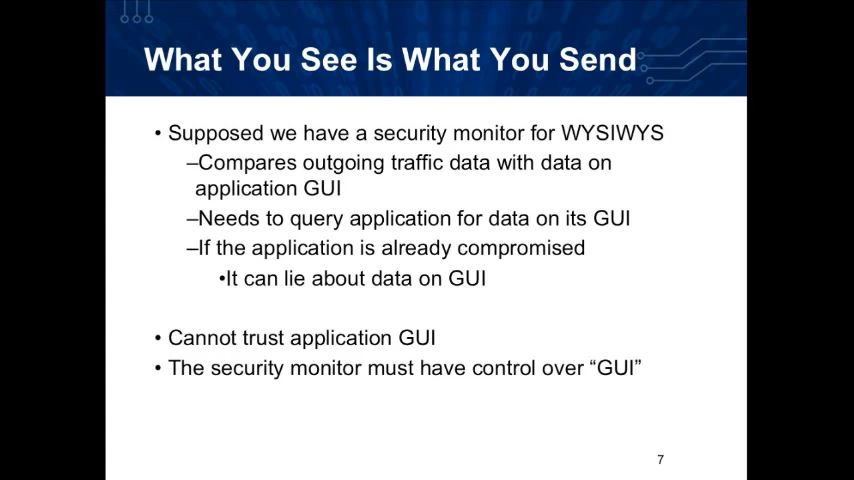 What You See Is What You Send
• Supposed we have a security monitor for WYSIWYS
–Compares outgoing traffic data with data on
application GUI
–Needs to query application for data on its GUI
–If the application is already compromised
•It can lie about data on GUI
• Cannot trust application GUI
• The security monitor must have control over “GUI”
7